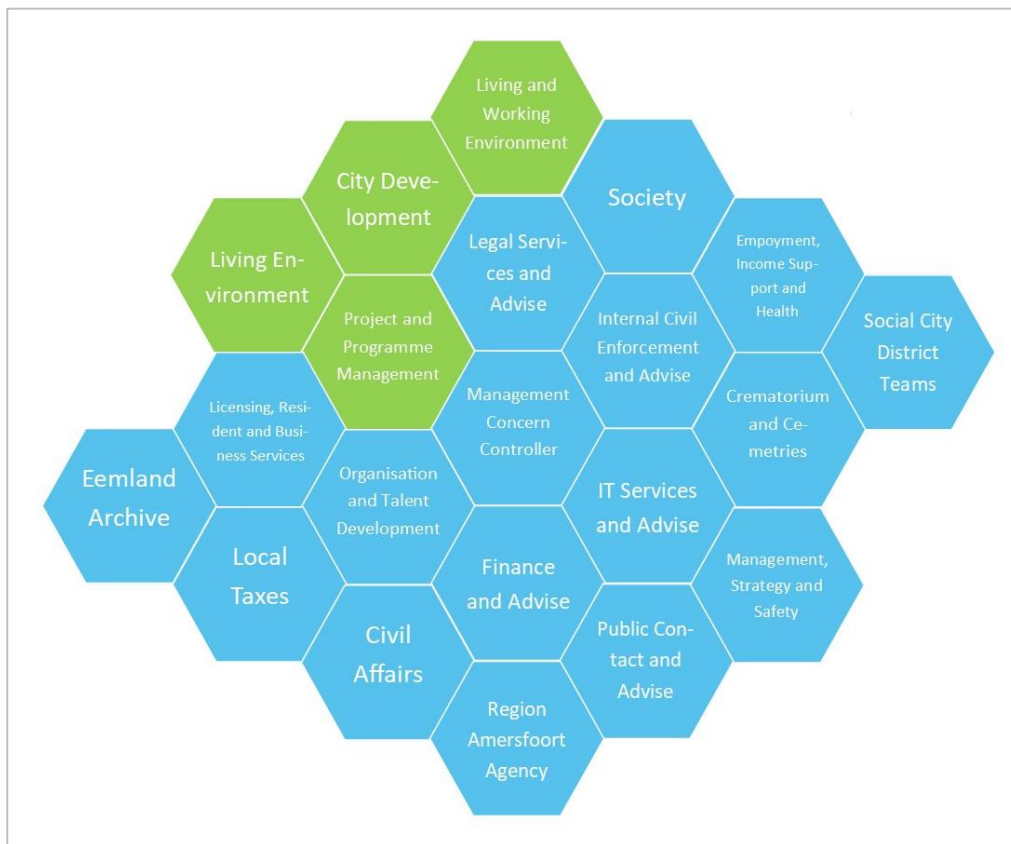 Living and
Working
Environment
City Deve-
lopment
Society
Living En-
vironment
Legal Servi-
ces and
Advise
Empoyment,
Income Sup-
port and
Health
Project and
Programme
Management
Internal Civil
Enforcement
and Advise
Social City
District
Teams
Licensing, Resi-
dent and Busi-
ness Services
Management
Concern
Controller
Crematorium
and Ce-
metries
Eemland
Archive
Organisation
and Talent
Development
IT Services
and Advise
Local
Taxes
Finance
and Advise
Management,
Strategy and
Safety
Civil
Affairs
Public Con-
tact and
Advise
Region
Amersfoort
Agency